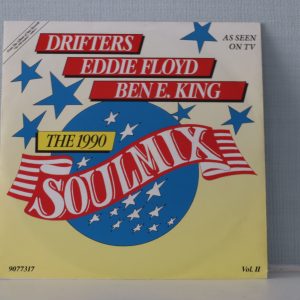 DRIFTERS
EDDIE FLOYD
BEN E. KING
AS SEEN
ON TV
THE 1990
SOULMIX
9077317
Vol. II